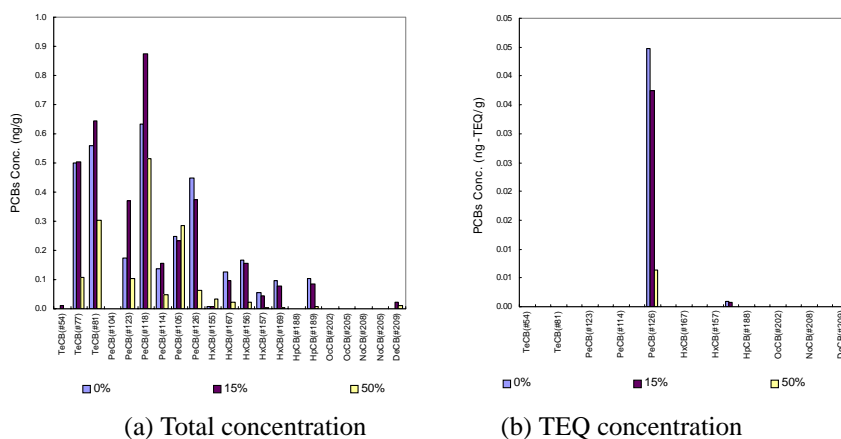 PCBs Conc. (ng/g)
1.0
0.9
0.8
0.7
0.6
0.5
0.4
0.3
0.2
0.1
0.0
TeCB(#54)
TeCB(#77)
TeCB(#81)
PeCB(#104)
PeCB(#123)
PeCB(#118)
PeCB(#114)
PeCB(#105)
PeCB(#126)
HxCB(#155)
HxCB(#167)
HxCB(#156)
HxCB(#157)
HxCB(#169)
HpCB(#188)
HpCB(#189)
OcCB(#202)
OcCB(#205)
NoCB(#208)
NoCB(#205)
DeCB(#209)
0% 15% 50%
(a) Total concentration
PCBs Conc. (ng -TEQ/g)
0.05
0.04
0.04
0.03
0.03
0.02
0.02
0.01
0.01
0.00
TeCB(#54)
TeCB(#81)
PeCB(#123)
PeCB(#114)
PeCB(#126)
HxCB(#167)
HxCB(#157)
HpCB(#188)
OcCB(#202)
NoCB(#208)
DeCB(#209)
0% 15% 50%
(b) TEQ concentration